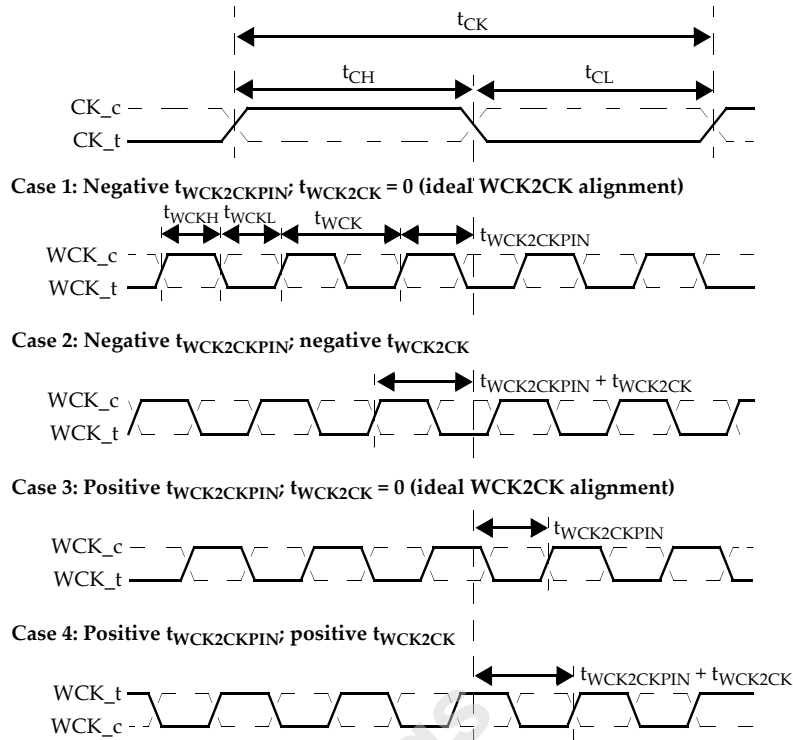 tCK
tCH tCL
CK_c
CK_t
Case 1: Negative tWCK2CKPIN; tWCK2CK = 0 (ideal WCK2CK alignment)
tWCKH tWCKL tWCK tWCK2CKPIN
WCK_c
WCK_t
Case 2: Negative tWCK2CKPIN; negative tWCK2CK
tWCK2CKPIN + tWCK2CK
WCK_c
WCK_t
Case 3: Positive tWCK2CKPIN; tWCK2CK = 0 (ideal WCK2CK alignment)
tWCK2CKPIN
WCK_c
WCK_t
Case 4: Positive tWCK2CKPIN; positive tWCK2CK
tWCK2CKPIN + tWCK2CK
WCK_t
WCK_c